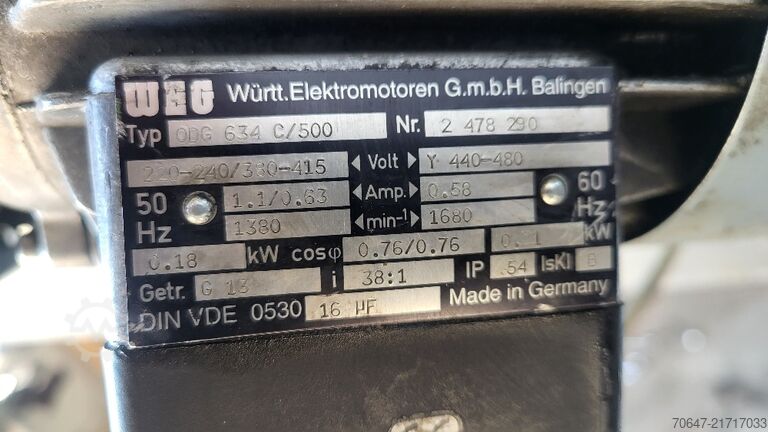 WEG Württ.Elektromotoren G.m.b.H. Balingen
Typ ODG 634 C/500 Nr. 2 478 290
220-240/380-415 Volt Y 440-480
50 Hz 1.1/0.63 Amp. 0.58 60 Hz
1380 min-1 1680
0.18 kW cosφ 0.76/0.76 kW
Getr. G 13 i 38:1 IP 54 IsKl B
DIN VDE 0530 16 µF Made in Germany
70647-21717033